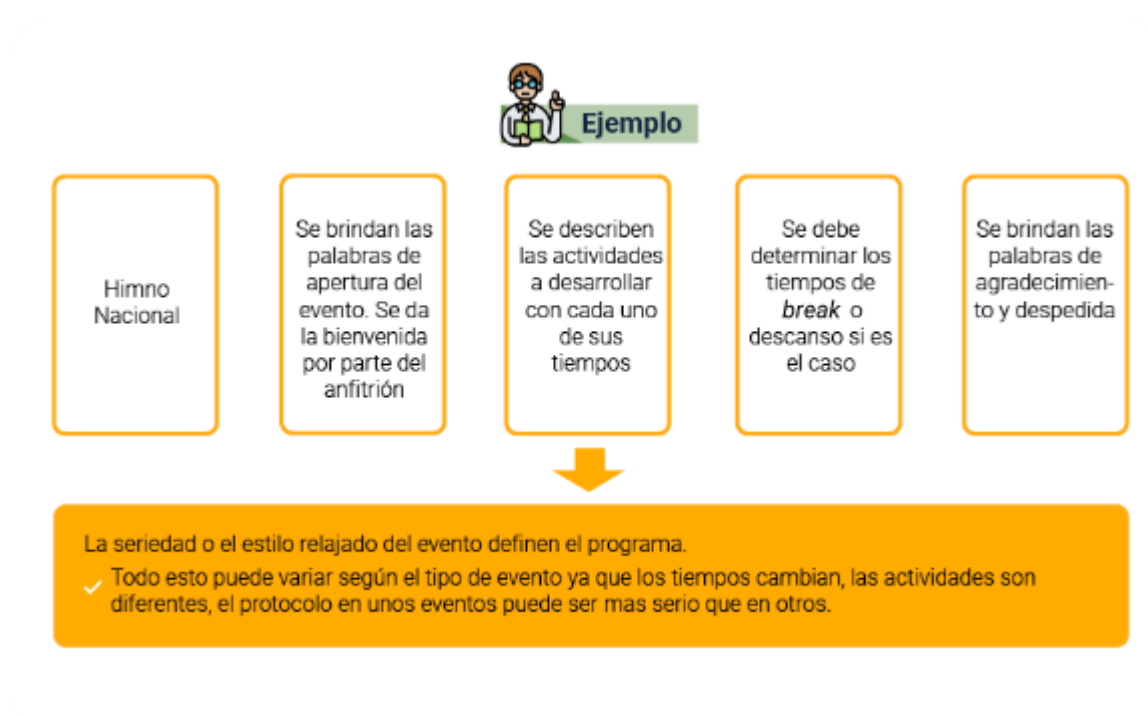 Ejemplo
Himno
Nacional
Se brindan las
palabras de
apertura del
evento. Se da
la bienvenida
por parte del
anfitrión
Se describen
las actividades
a desarrollar
con cada uno
de sus
tiempos
Se debe
determinar los
tiempos de
break o
descanso si es
el caso
Se brindan las
palabras de
agradecimien-
to y despedida
La seriedad o el estilo relajado del evento definen el programa.
Todo esto puede variar según el tipo de evento ya que los tiempos cambian, las actividades son
diferentes, el protocolo en unos eventos puede ser mas serio que en otros.